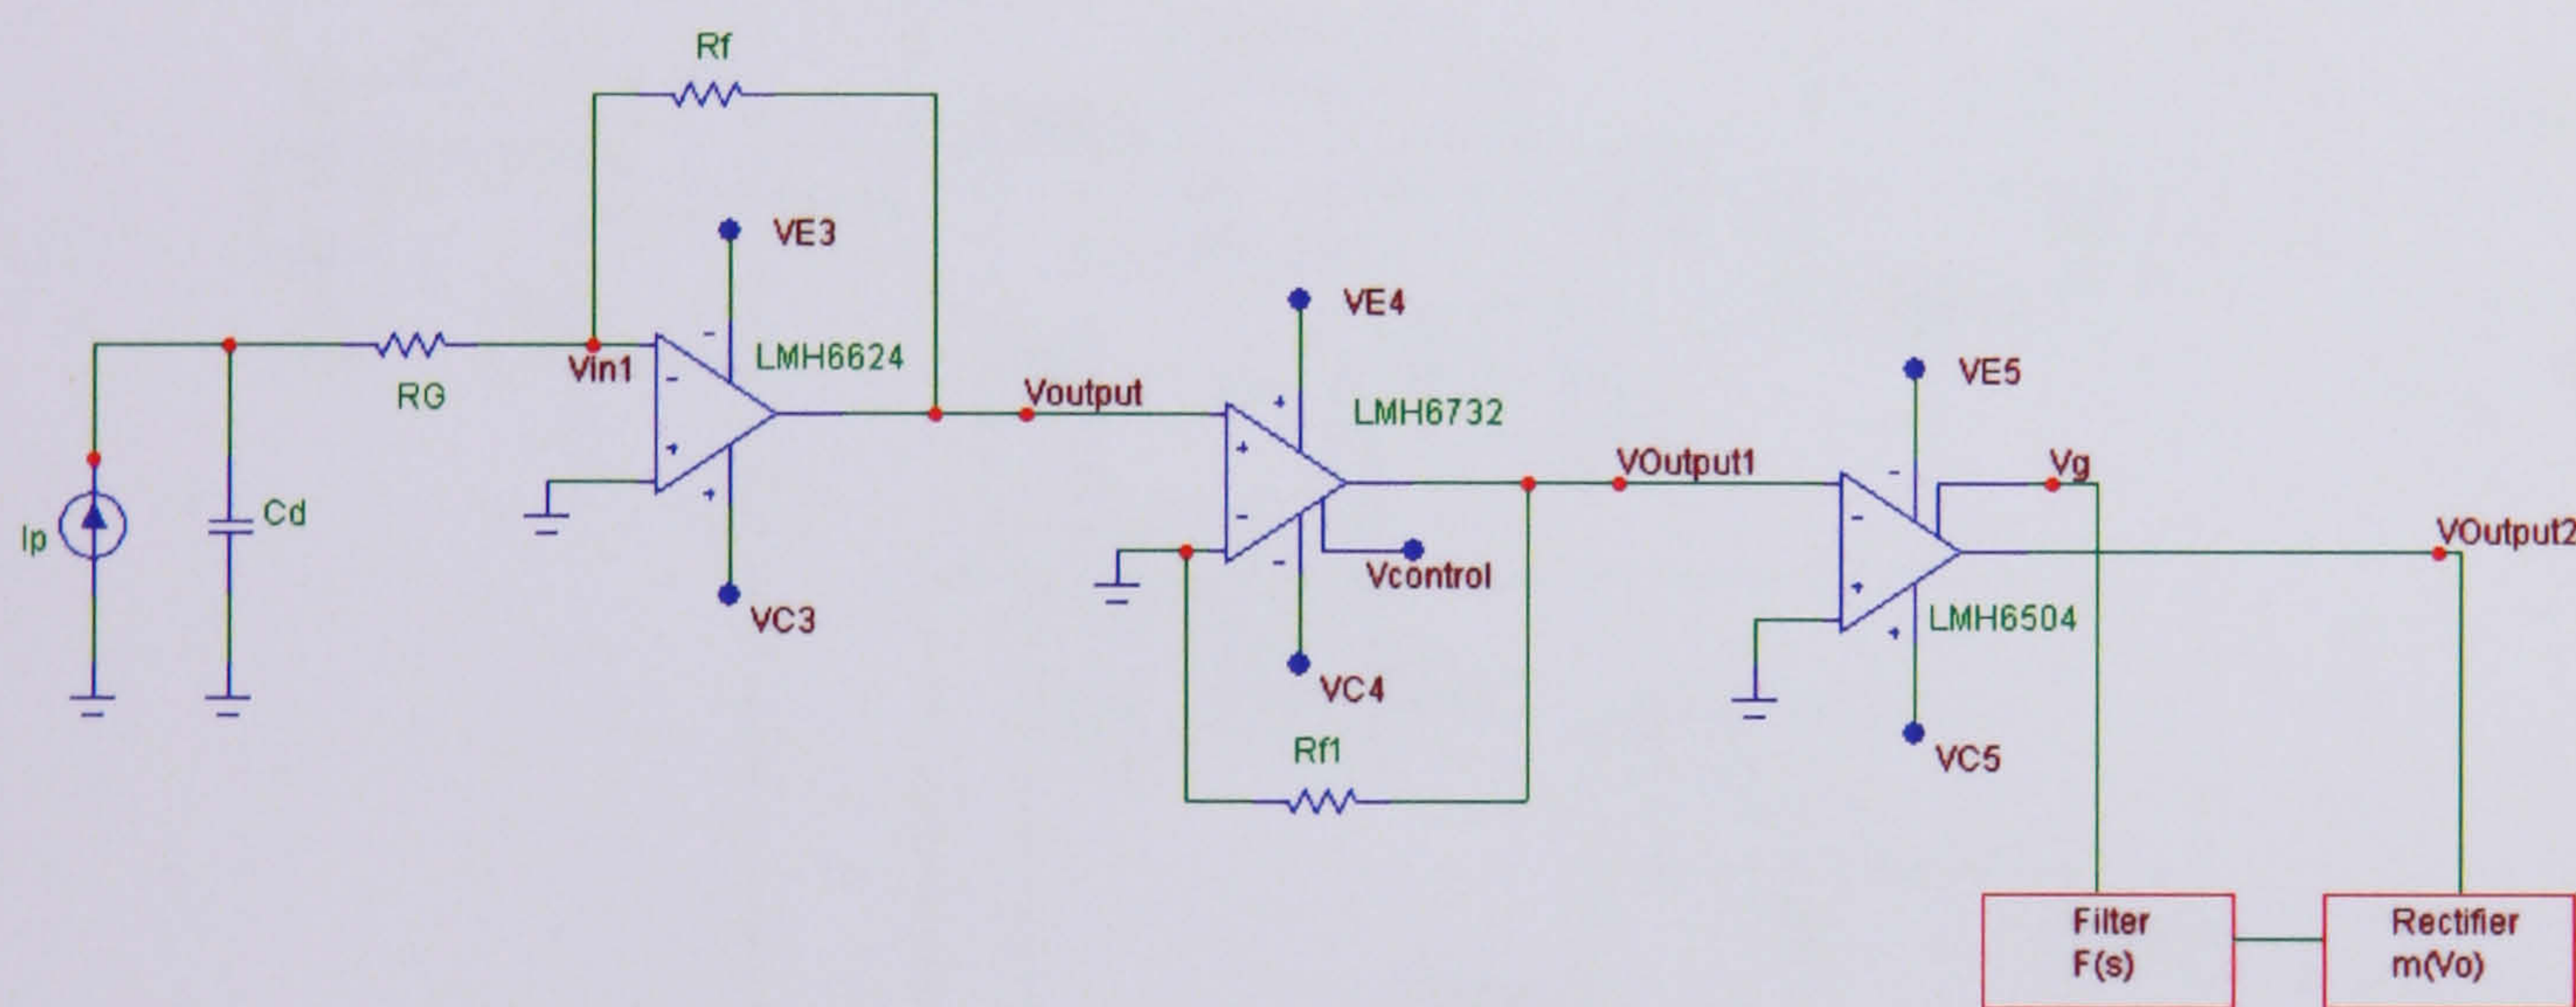 Rf
VE3
VE4
LMH6624
Vin1
RG
Voutput
LMH6732
VE5
VOutput1
Vg
Ip
Cd
VOutput2
Vcontrol
VC3
LMH6504
VC4
Rf1
VC5
Filter
F(s)
Rectifier
m(Vo)